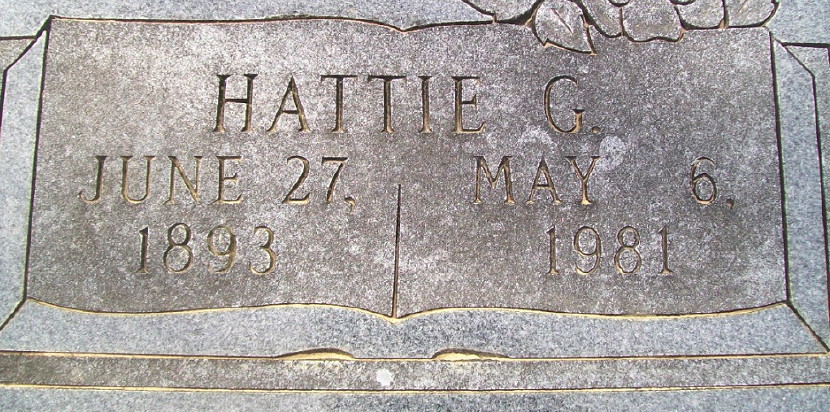 HATTIE G.
JUNE 27, MAY 6,
1893 1981